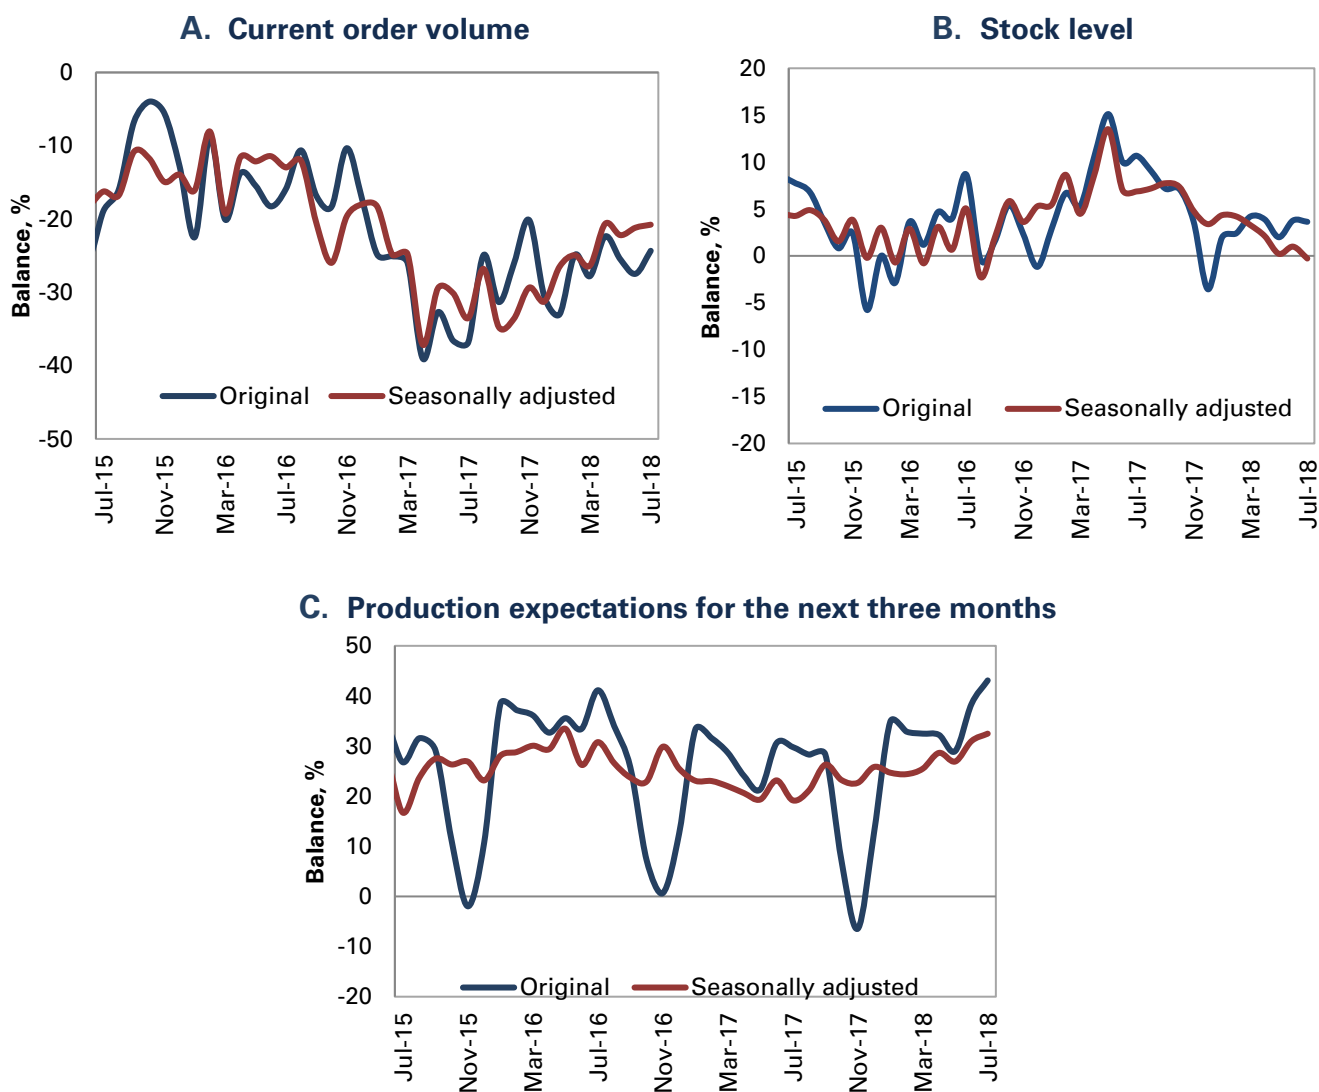 A. Current order volume
Balance, %
0
-10
-20
-30
-40
-50
Original
Seasonally adjusted
Jul-15
Nov-15
Mar-16
Jul-16
Nov-16
Mar-17
Jul-17
Nov-17
Mar-18
Jul-18
B. Stock level
Balance, %
20
15
10
5
0
-5
-10
-15
-20
Original
Seasonally adjusted
Jul-15
Nov-15
Mar-16
Jul-16
Nov-16
Mar-17
Jul-17
Nov-17
Mar-18
Jul-18
C. Production expectations for the next three months
Balance, %
50
40
30
20
10
0
-10
-20
Original
Seasonally adjusted
Jul-15
Nov-15
Mar-16
Jul-16
Nov-16
Mar-17
Jul-17
Nov-17
Mar-18
Jul-18